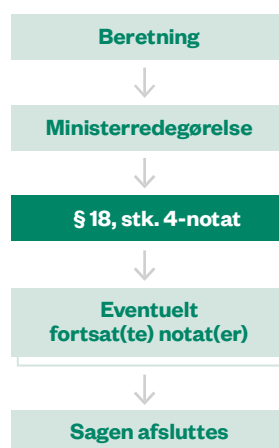 Beretning
Ministerredegørelse
§ 18, stk. 4-notat
Eventuelt
fortsat(te) notat(er)
Sagen afsluttes